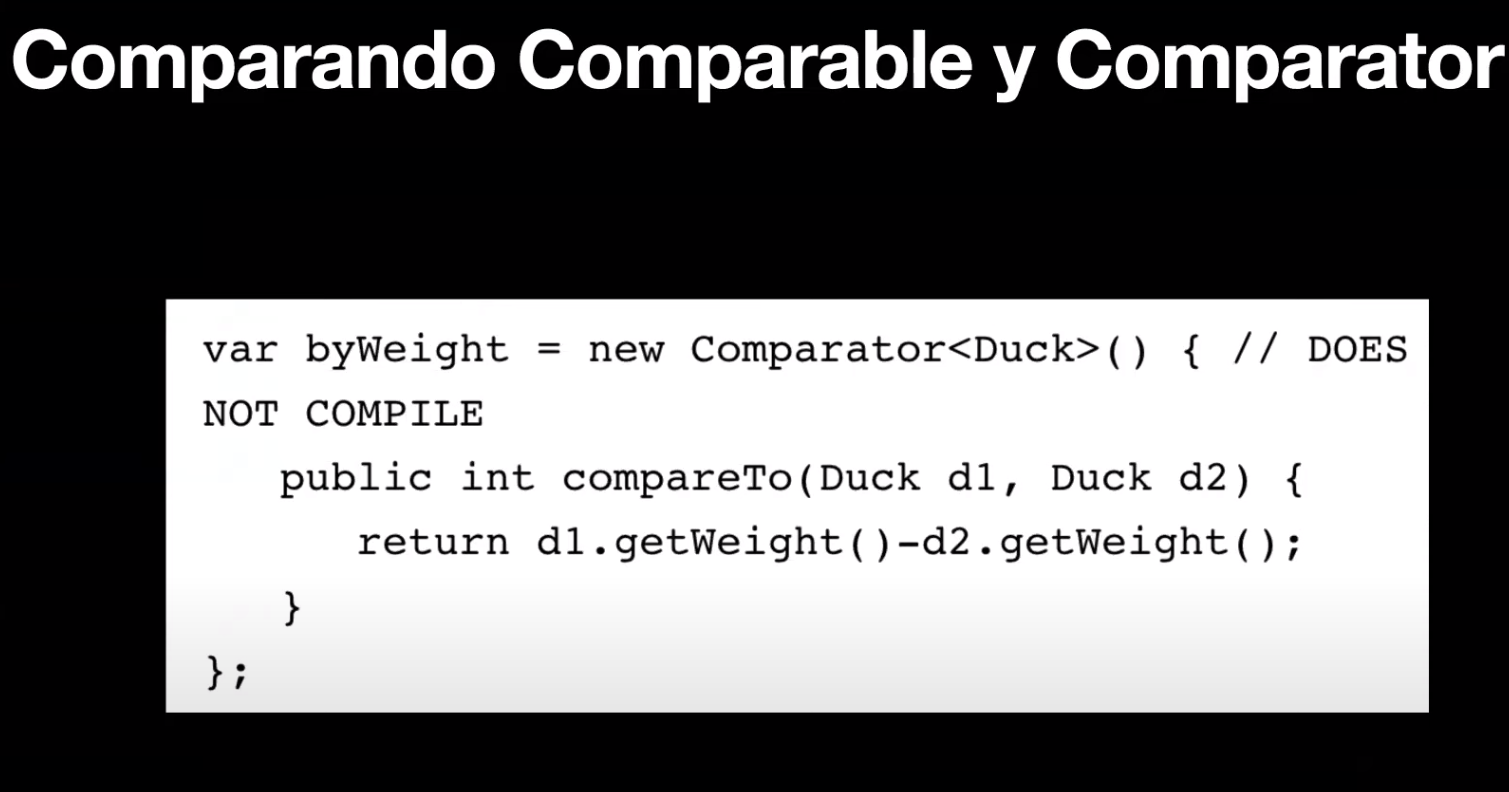 Comparando Comparable y Comparator
var byWeight = new Comparator<Duck>() { // DOES
NOT COMPILE
public int compareTo(Duck d1, Duck d2) {
return d1.getWeight()-d2.getWeight();
}
};